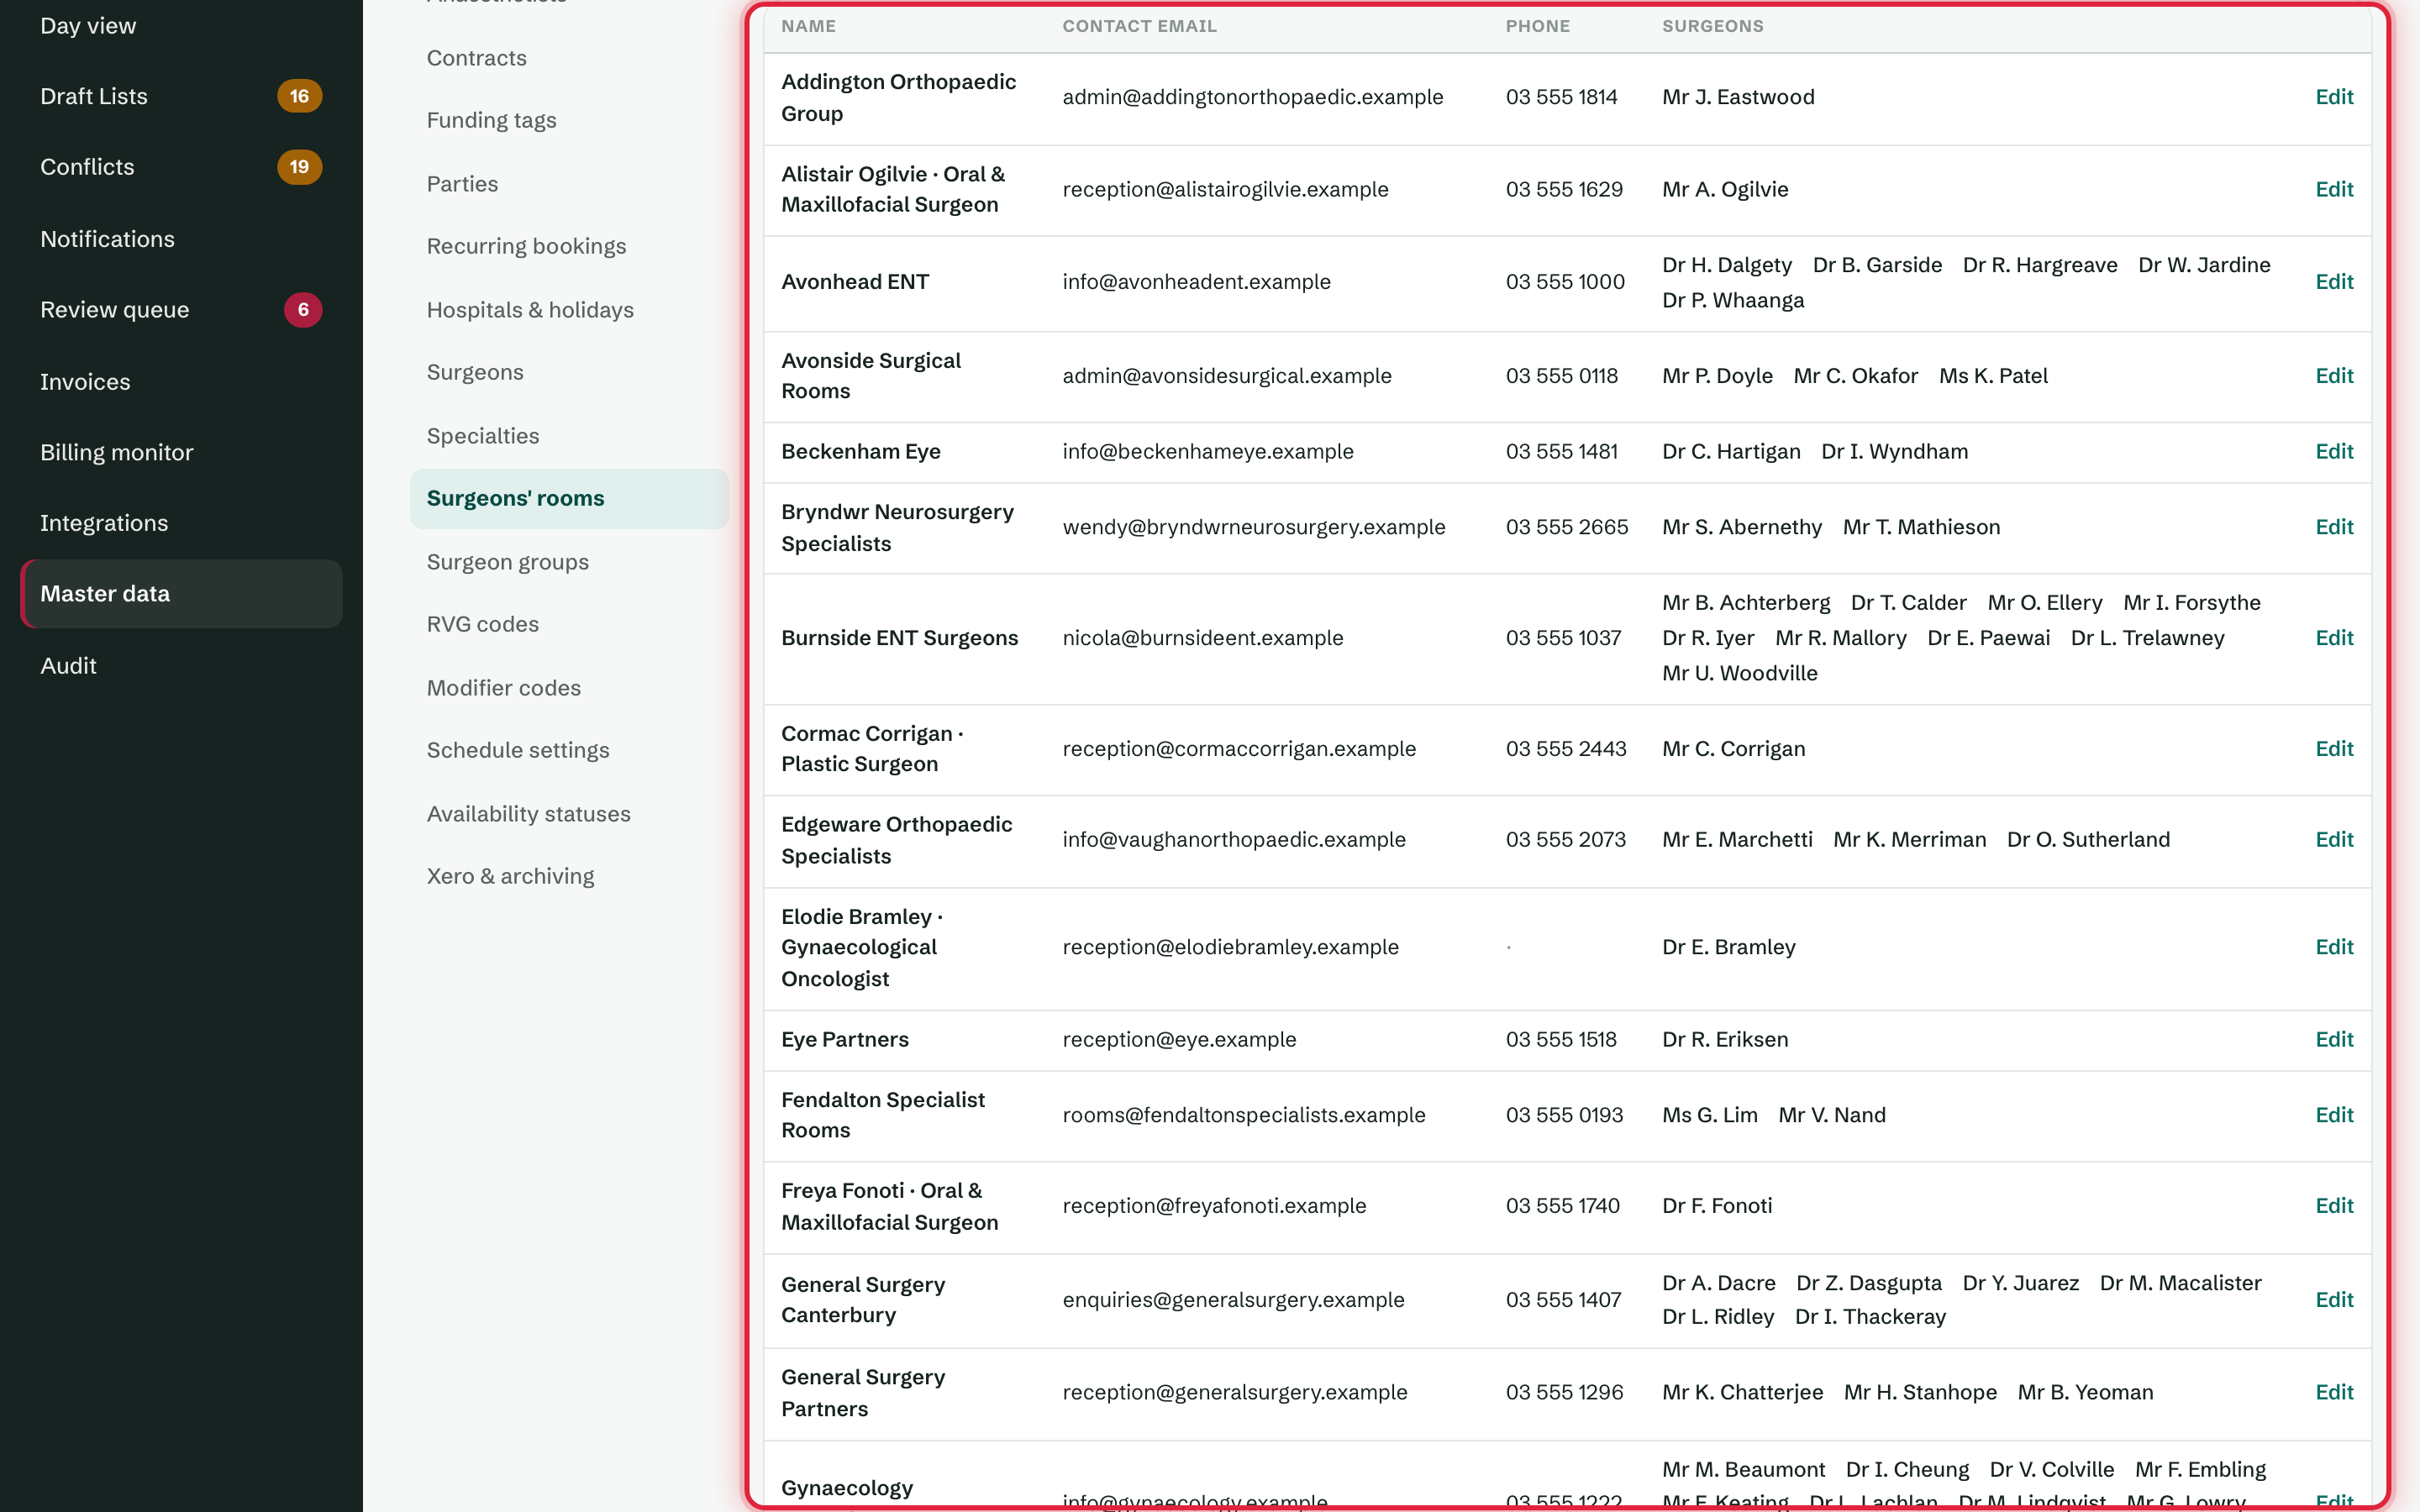 Day view
Draft Lists 16
Conflicts 19
Notifications
Review queue 6
Invoices
Billing monitor
Integrations
Master data
Audit
Contracts
Funding tags
Parties
Recurring bookings
Hospitals & holidays
Surgeons
Specialties
Surgeons' rooms
Surgeon groups
RVG codes
Modifier codes
Schedule settings
Availability statuses
Xero & archiving
NAME CONTACT EMAIL PHONE SURGEONS
Addington Orthopaedic
Group
admin@addingtonorthopaedic.example 03 555 1814 Mr J. Eastwood Edit
Alistair Ogilvie · Oral &
Maxillofacial Surgeon
reception@alistairogilvie.example 03 555 1629 Mr A. Ogilvie Edit
Avonhead ENT info@avonheadent.example 03 555 1000
Dr H. Dalgety Dr B. Garside Dr R. Hargreave Dr W. Jardine
Dr P. Whaanga
Edit
Avonside Surgical
Rooms
admin@avonsidesurgical.example 03 555 0118 Mr P. Doyle Mr C. Okafor Ms K. Patel Edit
Beckenham Eye info@beckenhameye.example 03 555 1481 Dr C. Hartigan Dr I. Wyndham Edit
Bryndwr Neurosurgery
Specialists
wendy@bryndwrneurosurgery.example 03 555 2665 Mr S. Abernethy Mr T. Mathieson Edit
Burnside ENT Surgeons nicola@burnsideent.example 03 555 1037
Mr B. Achterberg Dr T. Calder Mr O. Ellery Mr I. Forsythe
Dr R. Iyer Mr R. Mallory Dr E. Paewai Dr L. Trelawney
Mr U. Woodville
Edit
Cormac Corrigan ·
Plastic Surgeon
reception@cormaccorrigan.example 03 555 2443 Mr C. Corrigan Edit
Edgeware Orthopaedic
Specialists
info@vaughanorthopaedic.example 03 555 2073 Mr E. Marchetti Mr K. Merriman Dr O. Sutherland Edit
Elodie Bramley ·
Gynaecological
Oncologist
reception@elodiebramley.example · Dr E. Bramley Edit
Eye Partners reception@eye.example 03 555 1518 Dr R. Eriksen Edit
Fendalton Specialist
Rooms
rooms@fendaltonspecialists.example 03 555 0193 Ms G. Lim Mr V. Nand Edit
Freya Fonoti · Oral &
Maxillofacial Surgeon
reception@freyafonoti.example 03 555 1740 Dr F. Fonoti Edit
General Surgery
Canterbury
enquiries@generalsurgery.example 03 555 1407
Dr A. Dacre Dr Z. Dasgupta Dr Y. Juarez Dr M. Macalister
Dr L. Ridley Dr I. Thackeray
Edit
General Surgery
Partners
reception@generalsurgery.example 03 555 1296 Mr K. Chatterjee Mr H. Stanhope Mr B. Yeoman Edit
Gynaecology
info@gynaecology.example 03 555 1222
Mr M. Beaumont Dr I. Cheung Dr V. Colville Mr F. Embling
Mr F. Keating Dr L. Lachlan Dr M. Lindqvist Mr G. Lowry
Edit